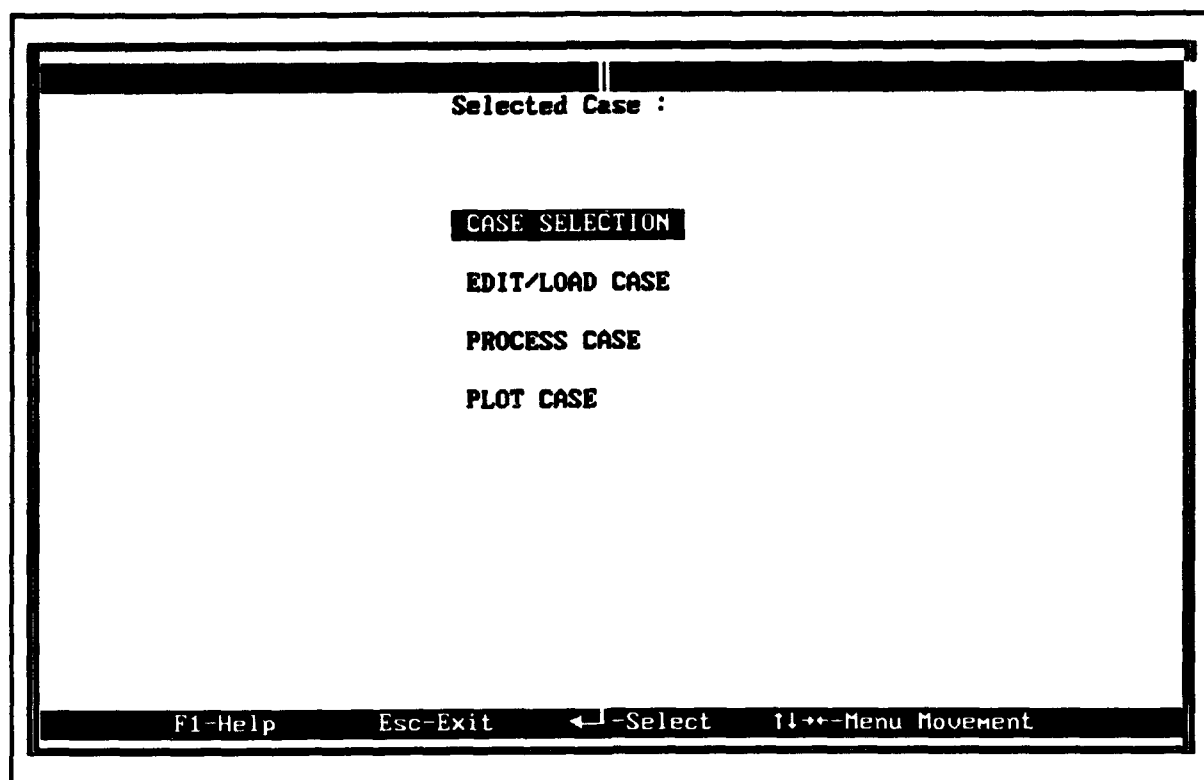 Selected Case :
CASE SELECTION
EDIT/LOAD CASE
PROCESS CASE
PLOT CASE
F1-Help Esc-Exit ←┘-Select ↑↓→←-Menu Movement